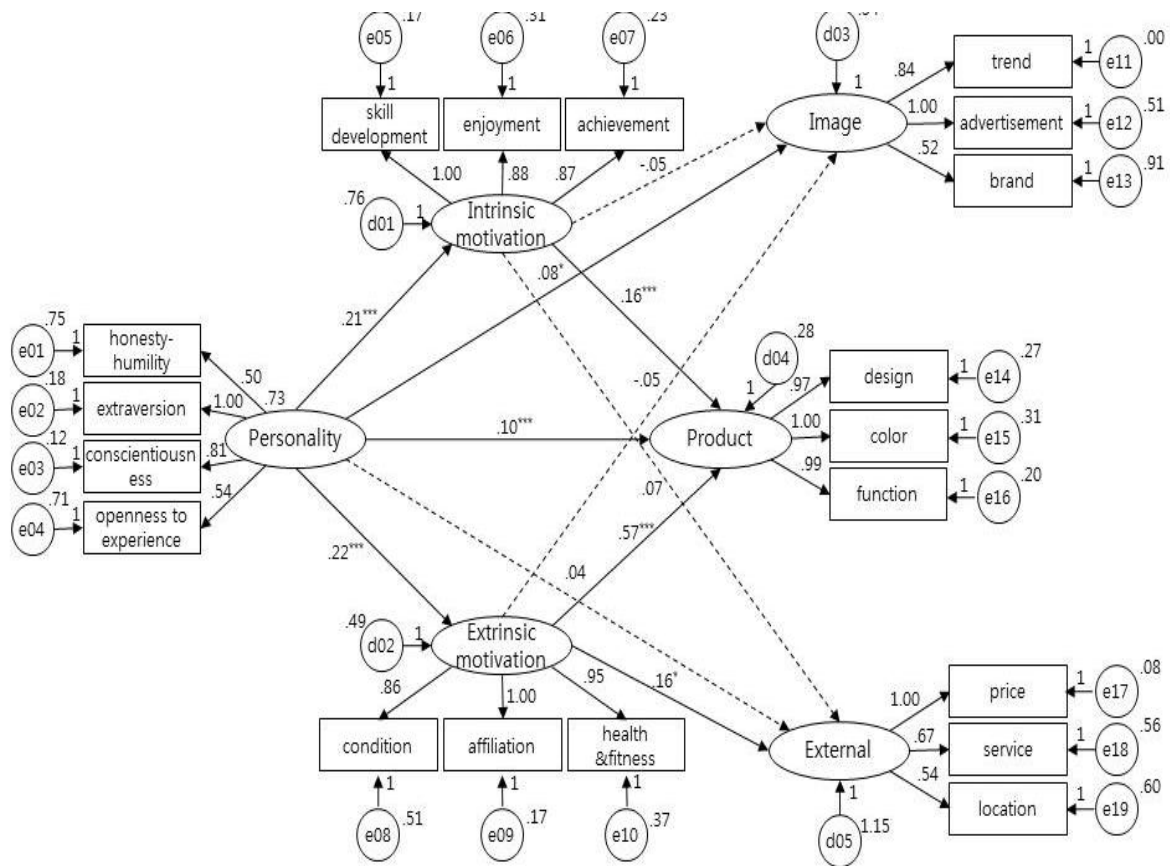 .17
.31
.23
e05
e06
e07
d03
.00
1
1
1
1
trend
1
e11
.84
skill
development
enjoyment
achievement
Image
1.00
advertisement
1
e12
.51
.52
brand
1
e13
.91
-.05
1.00
.88
.87
.76
d01
1
Intrinsic
motivation
.08*
.16***
.21***
.75
e01
1
honesty-
humility
.28
d04
.50
-.05
1
.97
design
1
e14
.27
.18
e02
1
extraversion
1.00
.73
Personality
.10***
Product
1.00
color
1
e15
.31
.12
e03
1
conscientiousn
ess
.81
.99
function
1
e16
.20
.71
e04
1
openness to
experience
.54
.07
.57***
.22***
.04
.49
d02
1
Extrinsic
motivation
.16*
.86
1.00
.95
1.00
price
1
e17
.08
condition
affiliation
health
&fitness
External
.67
service
1
e18
.56
.54
location
1
e19
.60
1
1
1
1
e08
.51
e09
.17
e10
.37
d05
1.15